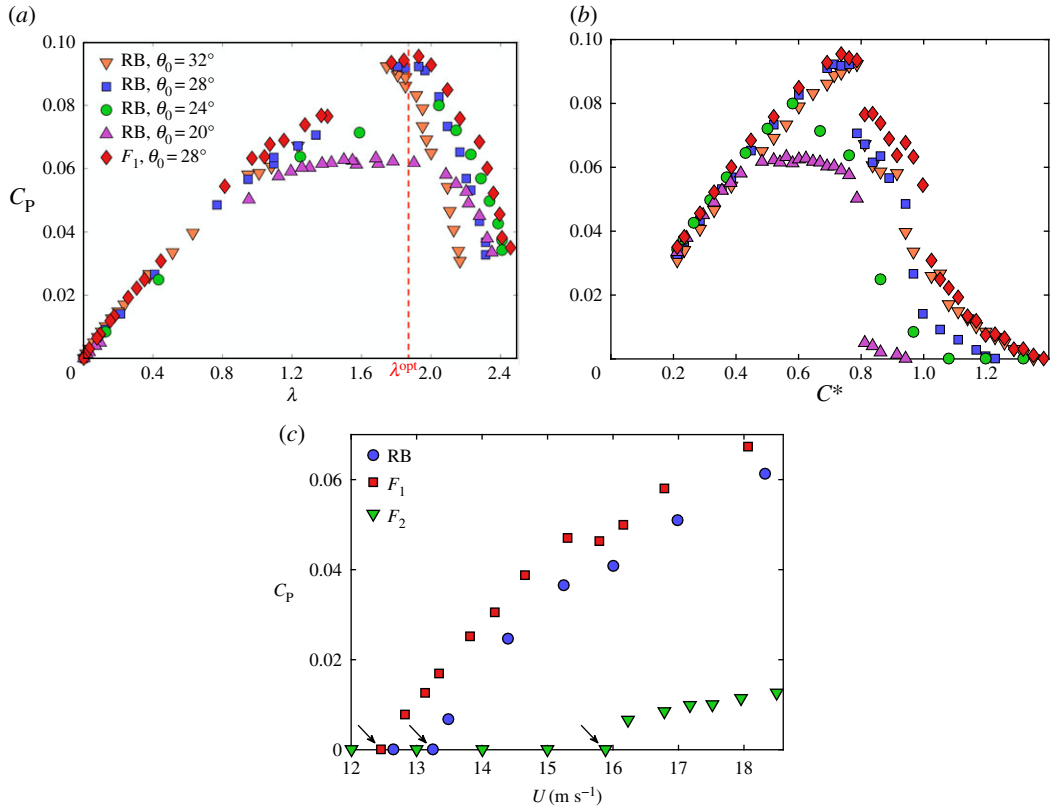 (a)
(b)
C_P
0.10
0.08
0.06
0.04
0.02
0
0.4
0.8
1.2
1.6
2.0
2.4
λ^opt
λ
RB, θ₀ = 32°
RB, θ₀ = 28°
RB, θ₀ = 24°
RB, θ₀ = 20°
F₁, θ₀ = 28°
0.10
0.08
0.06
0.04
0.02
0
0.2
0.4
0.6
0.8
1.0
1.2
C*
(c)
RB
F₁
F₂
C_P
0.06
0.04
0.02
0
12
13
14
15
16
17
18
U (m s⁻¹)